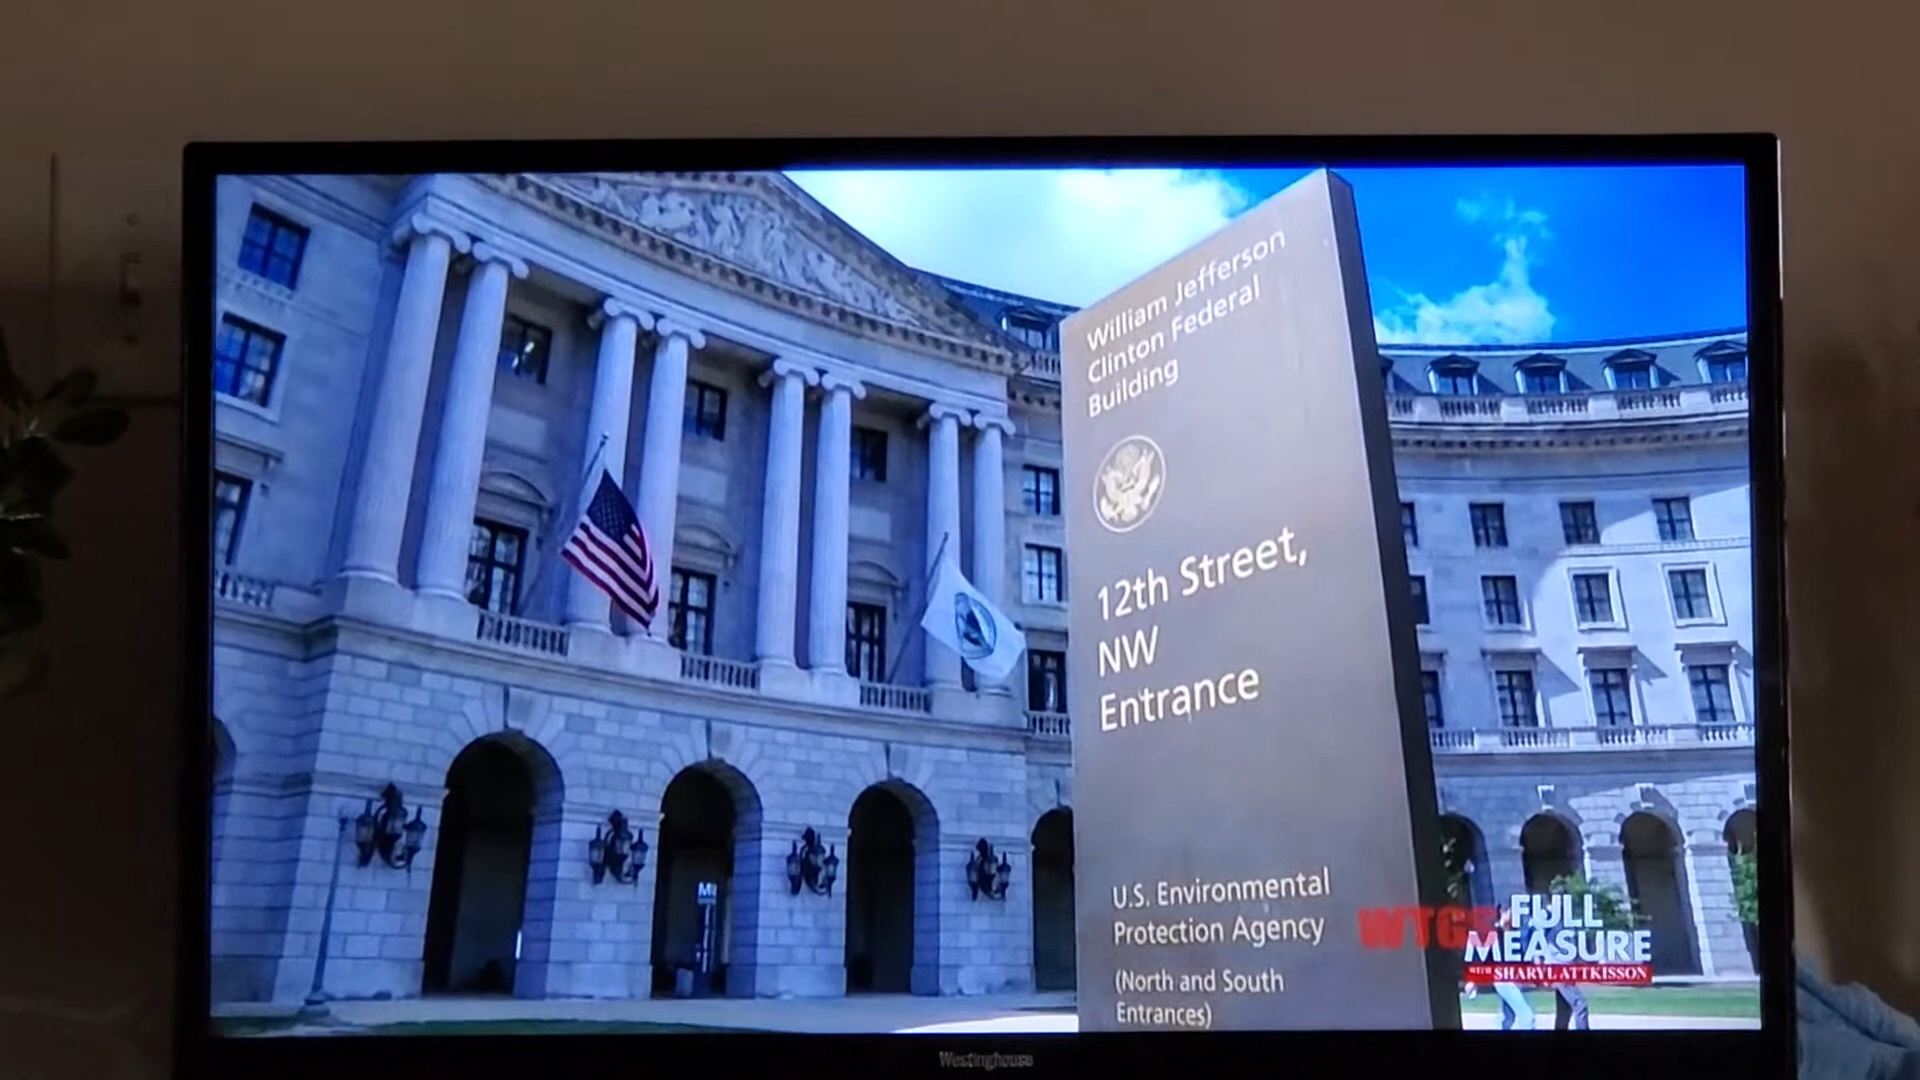 William Jefferson
Clinton Federal
Building
12th Street,
NW
Entrance
U.S. Environmental
Protection Agency
(North and South
Entrances)
FULL
MEASURE
WITH SHARYL ATTKISSON
Westinghouse